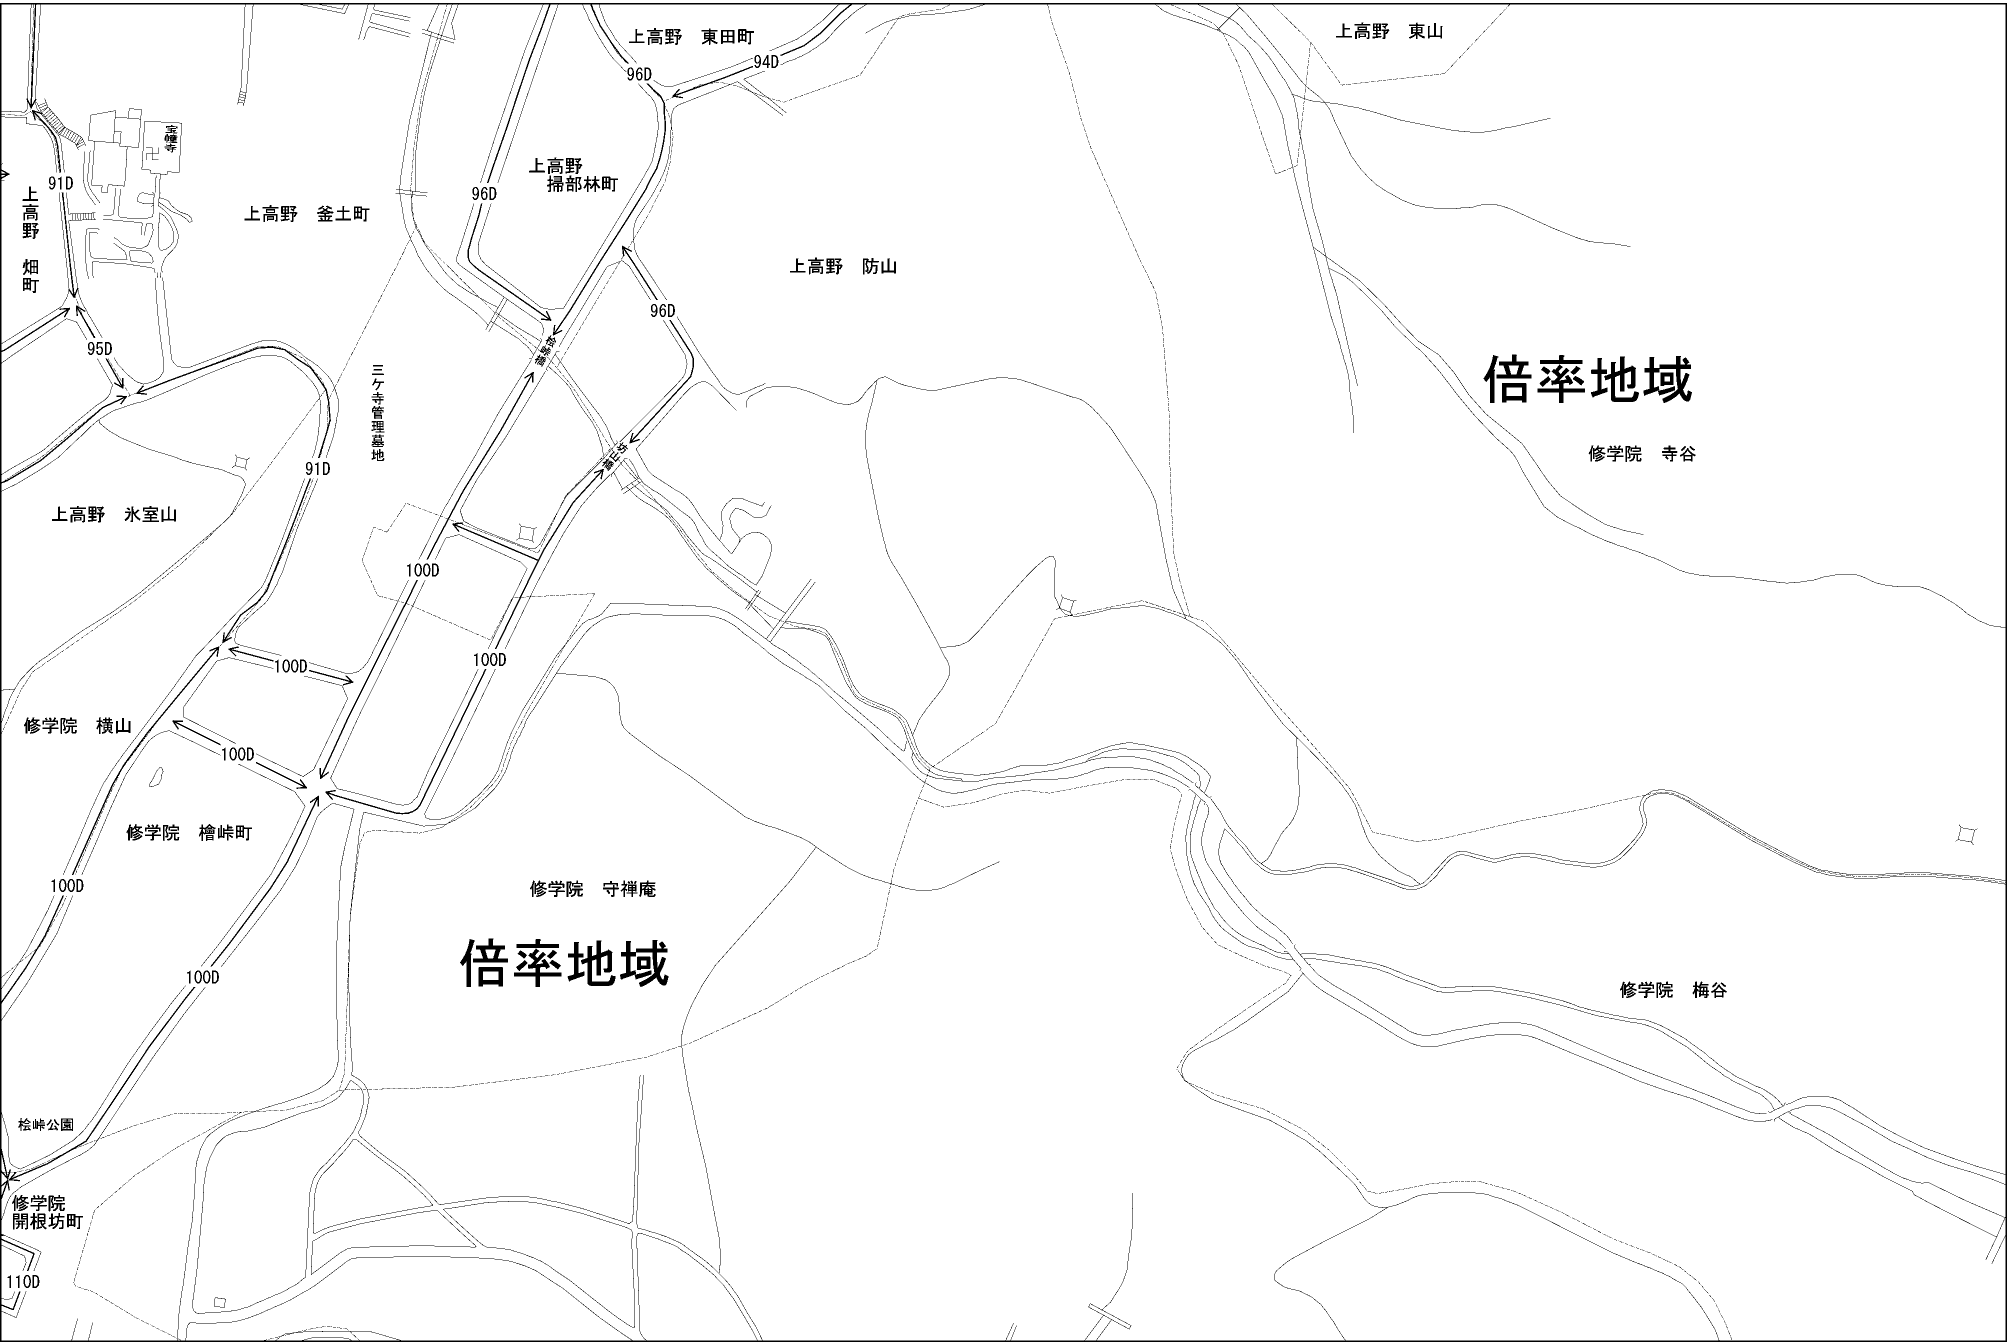 上高野 東山
上高野 東田町
96D
94D
宝幢寺
91D
上高野 畑町
上高野 釜土町
96D
上高野
掃部林町
上高野 防山
96D
95D
桧峠橋
三ケ寺管理墓地
倍率地域
修学院 寺谷
91D
坊山橋
上高野 氷室山
100D
100D
100D
修学院 横山
100D
修学院 檜峠町
100D
修学院 守禅庵
倍率地域
100D
修学院 梅谷
桧峠公園
修学院
開根坊町
110D